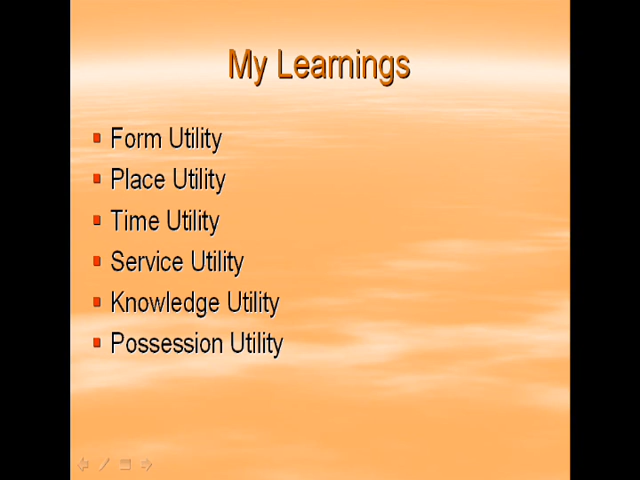 My Learnings
Form Utility
Place Utility
Time Utility
Service Utility
Knowledge Utility
Possession Utility